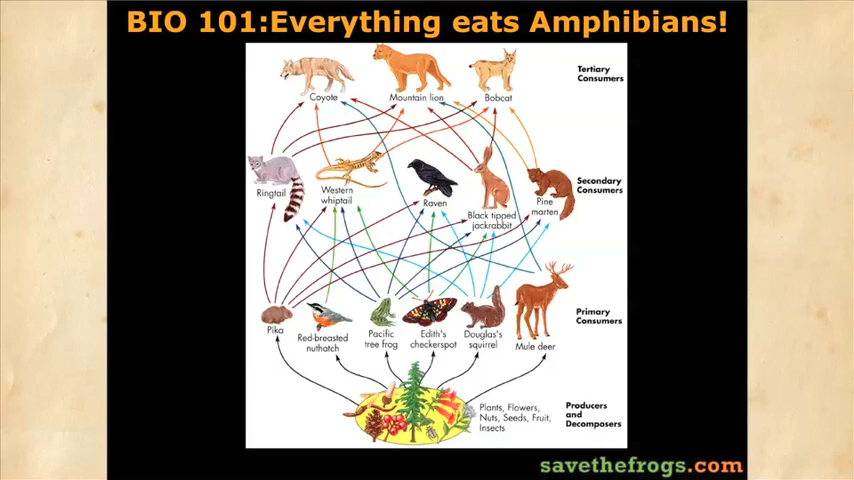 BIO 101:Everything eats Amphibians!
Tertiary
Consumers
Coyote
Mountain lion
Bobcat
Secondary
Consumers
Ringtail
Western
whiptail
Raven
Black tipped
jackrabbit
Pine
marten
Primary
Consumers
Pika
Red-breasted
nuthatch
Pacific
tree frog
Edith's
checkerspot
Douglas's
squirrel
Mule deer
Plants, Flowers,
Nuts, Seeds, Fruit,
Insects
Producers
and
Decomposers
savethefrogs.com